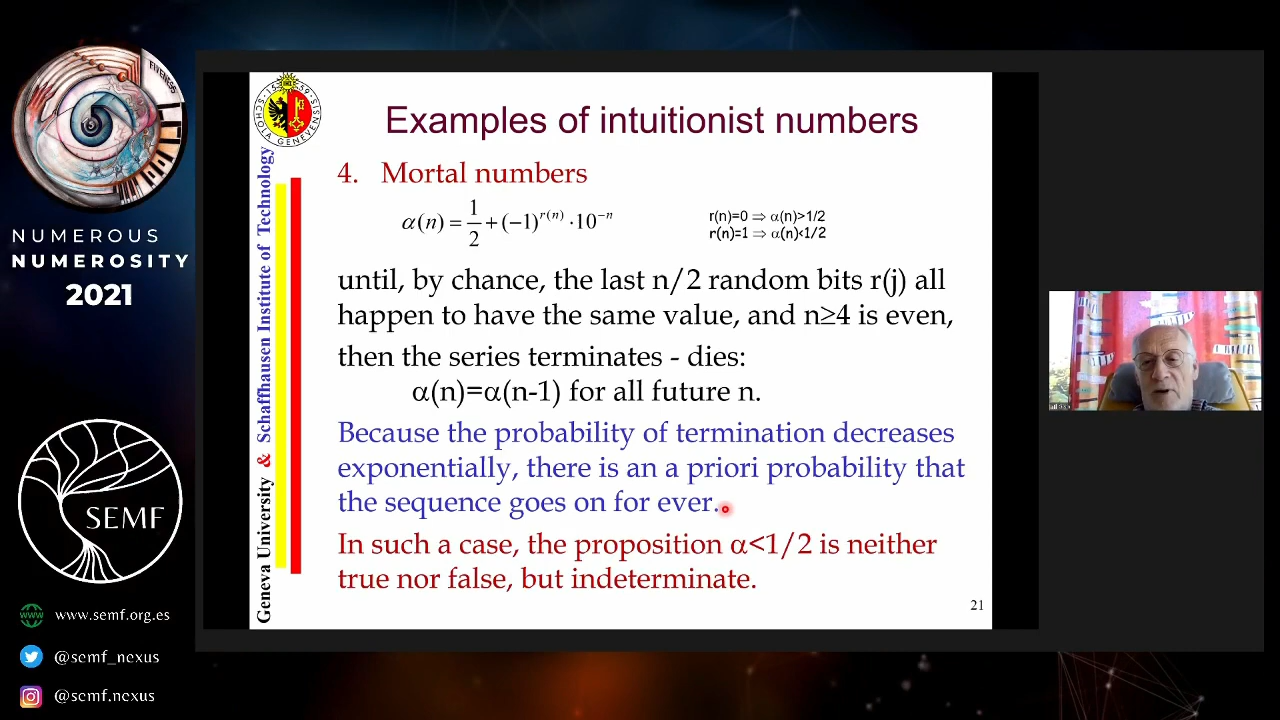 FIVENESS
NUMEROUS
NUMEROSITY
2021
SEMF
www.semf.org.es
@semf_nexus
@semf.nexus
SCHOLA GENEVENSIS
1559
Geneva University & Schaffhausen Institute of Technology
Examples of intuitionist numbers
4. Mortal numbers
α(n) = 1/2 + (−1)^r(n) · 10^−n
r(n)=0 ⇒ α(n)>1/2
r(n)=1 ⇒ α(n)<1/2
until, by chance, the last n/2 random bits r(j) all
happen to have the same value, and n≥4 is even,
then the series terminates - dies:
α(n)=α(n-1) for all future n.
Because the probability of termination decreases
exponentially, there is an a priori probability that
the sequence goes on for ever.
In such a case, the proposition α<1/2 is neither
true nor false, but indeterminate.
21